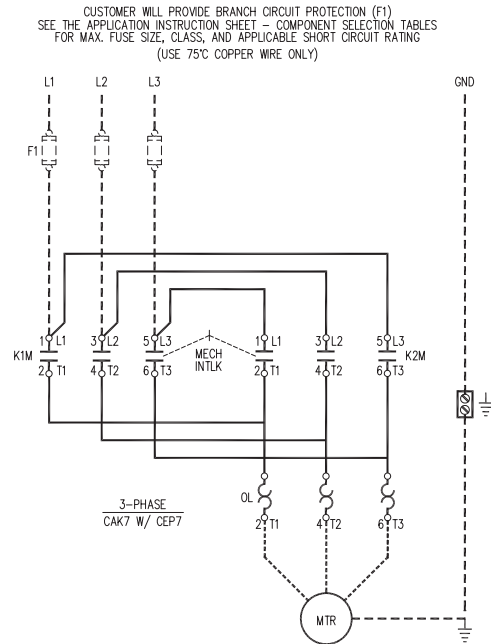 CUSTOMER WILL PROVIDE BRANCH CIRCUIT PROTECTION (F1)
SEE THE APPLICATION INSTRUCTION SHEET – COMPONENT SELECTION TABLES
FOR MAX. FUSE SIZE, CLASS, AND APPLICABLE SHORT CIRCUIT RATING
(USE 75°C COPPER WIRE ONLY)
L1 L2 L3 GND
F1
1 L1 3 L2 5 L3 1 L1 3 L2 5 L3
K1M MECH K2M
INTLK
2 T1 4 T2 6 T3 2 T1 4 T2 6 T3
OL
3-PHASE
CAK7 W/ CEP7
2 T1 4 T2 6 T3
MTR